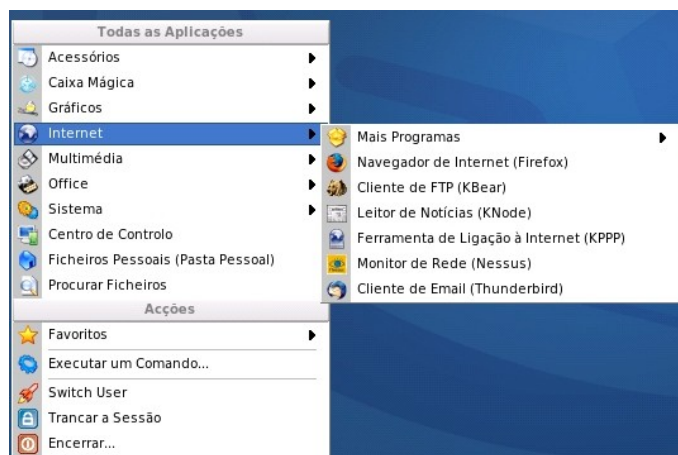 Todas as Aplicações
Acessórios
Caixa Mágica
Gráficos
Internet
Multimédia
Office
Sistema
Centro de Controlo
Ficheiros Pessoais (Pasta Pessoal)
Procurar Ficheiros
Acções
Favoritos
Executar um Comando...
Switch User
Trancar a Sessão
Encerrar...
Mais Programas
Navegador de Internet (Firefox)
Cliente de FTP (KBear)
Leitor de Notícias (KNode)
Ferramenta de Ligação à Internet (KPPP)
Monitor de Rede (Nessus)
Cliente de Email (Thunderbird)